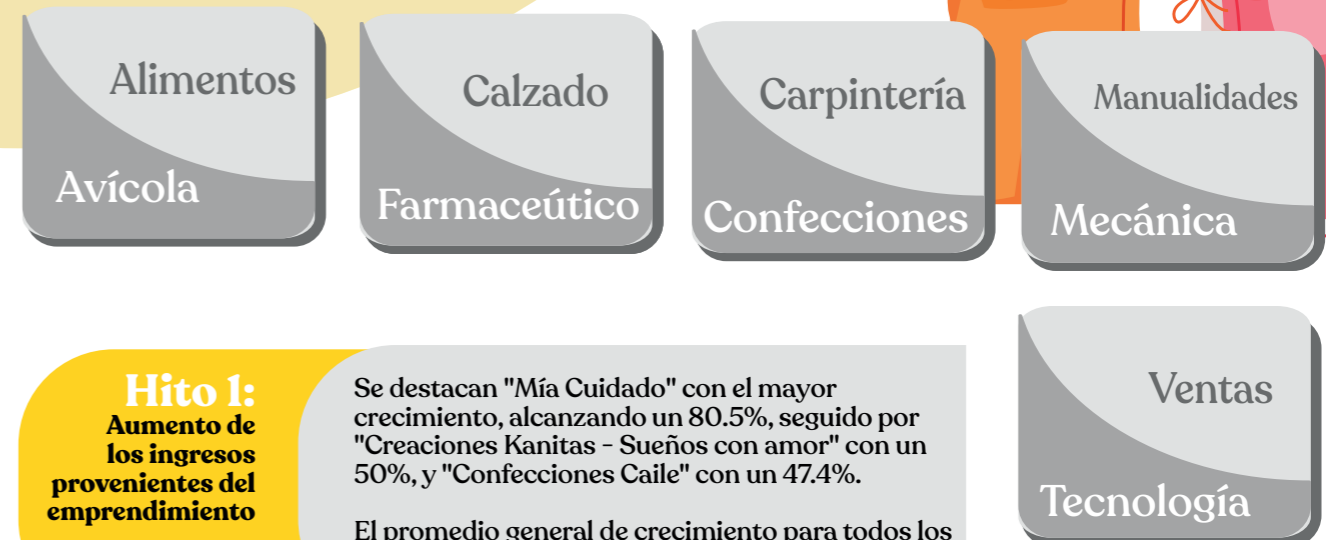 Alimentos
Avícola
Calzado
Farmaceútico
Carpintería
Confecciones
Manualidades
Mecánica
Ventas
Tecnología
Hito 1:
Aumento de
los ingresos
provenientes del
emprendimiento
Se destacan "Mía Cuidado" con el mayor
crecimiento, alcanzando un 80.5%, seguido por
"Creaciones Kanitas - Sueños con amor" con un
50%, y "Confecciones Caile" con un 47.4%.
El promedio general de crecimiento para todos los